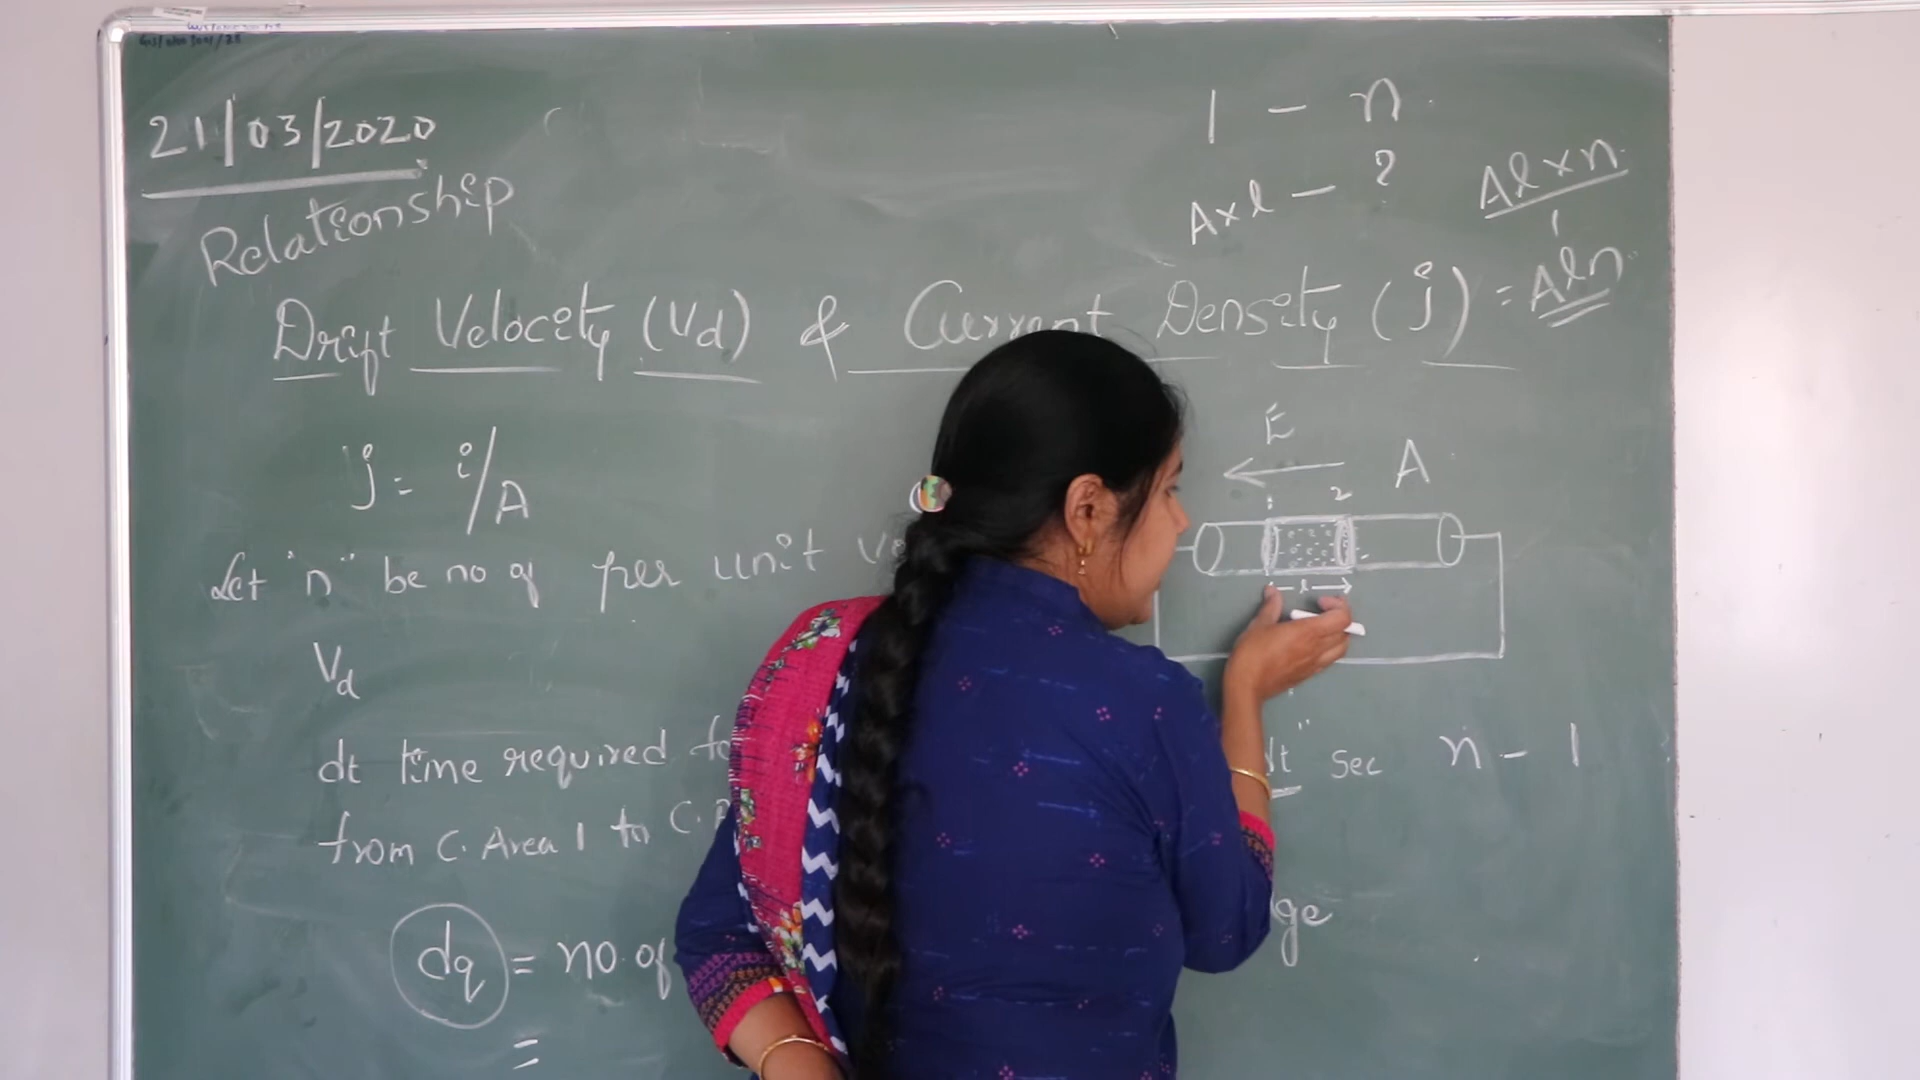 21/03/2020
Relationship
Drift Velocity (Vd) & Current Density (j)
1 - n
A x l - ?
Al x n
1
= Aln
j = i/A
E
A
1 2
l
Let "n" be no of per unit
Vd
dt time required
dt" sec n - 1
from C. Area 1 to C.
dq = no. of
=